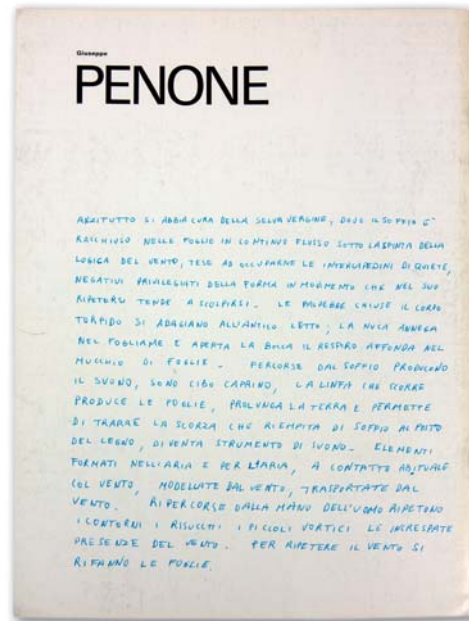 Giuseppe
PENONE
ANZITUTTO SI ABBIA CURA DELLA SELVA VERGINE, DOVE IL SOFFIO E'
RACCHIUSO NELLE FOGLIE IN CONTINUO FLUSSO SOTTO LA SPINTA DELLA
LOGICA DEL VENTO, TESE AD OCCUPARNE LE INTERCAPEDINI DI QUIETE,
NEGATIVI PRIVILEGIATI DELLA FORMA IN MOVIMENTO CHE NEL SUO
RIPETERSI TENDE A SCOLPIRSI. LE PALPEBRE CHIUSE IL CORPO
TORPIDO SI ADAGIANO ALL'ANTICO LETTO; LA NUCA ANNEGA
NEL FOGLIAME E APERTA LA BOCCA IL RESPIRO AFFONDA NEL
MUCCHIO DI FOGLIE. PERCORSE DAL SOFFIO PRODUCONO
IL SUONO, SONO CIBO CAPRINO, LA LINFA CHE SCORRE
PRODUCE LE FOGLIE, PROLUNGA LA TERRA E PERMETTE
DI TRARRE LA SCORZA CHE RIEMPITA DI SOFFIO AL POSTO
DEL LEGNO, DIVENTA STRUMENTO DI SUONO. ELEMENTI
FORMATI NELL'ARIA E PER L'ARIA, A CONTATTO ABITUALE
COL VENTO, MODELLATE DAL VENTO, TRASPORTATE DAL
VENTO. RIPERCORSE DALLA MANO DELL'UOMO RIPETONO
I CONTORNI I RISUCCHI I PICCOLI VORTICI LE INCRESPATE
PRESENZE DEL VENTO. PER RIPETERE IL VENTO SI
RIFANNO LE FOGLIE.